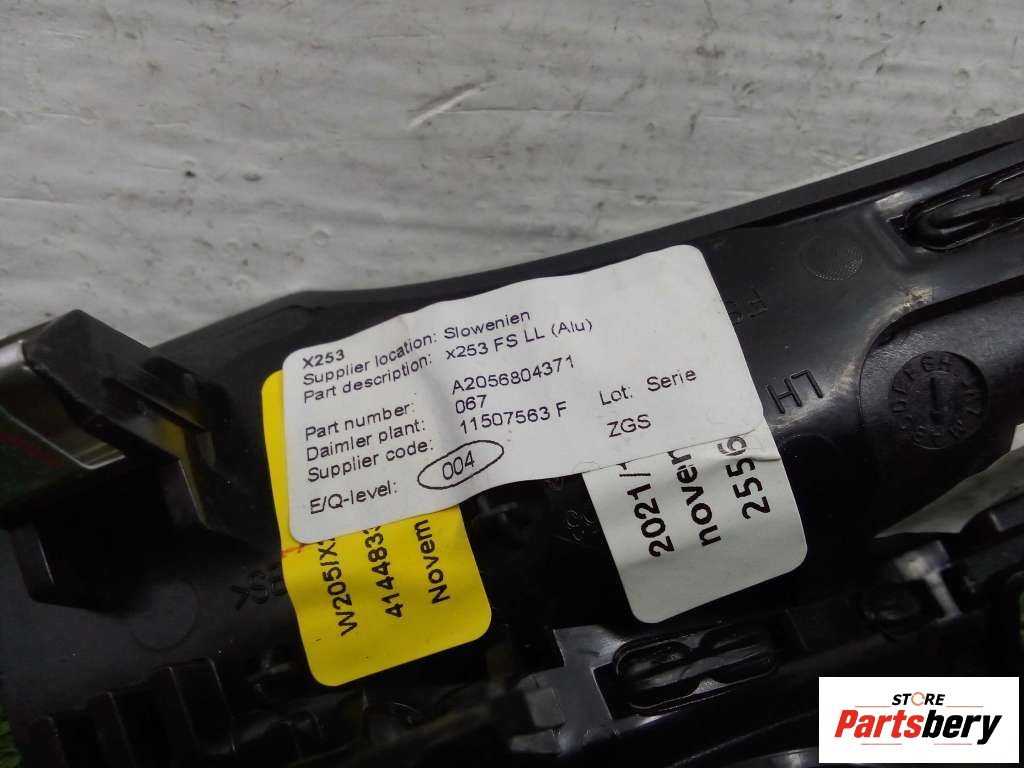 X253
Supplier location: Slowenien
Part description: x253 FS LL (Alu)
Part number: A2056804371
Daimler plant: 067
Supplier code: 11507563 F
Lot: Serie
E/Q-level: 004
ZGS
W205/X
414483
Novem
2021/
novem
2556
LH
STORE
Partsbery